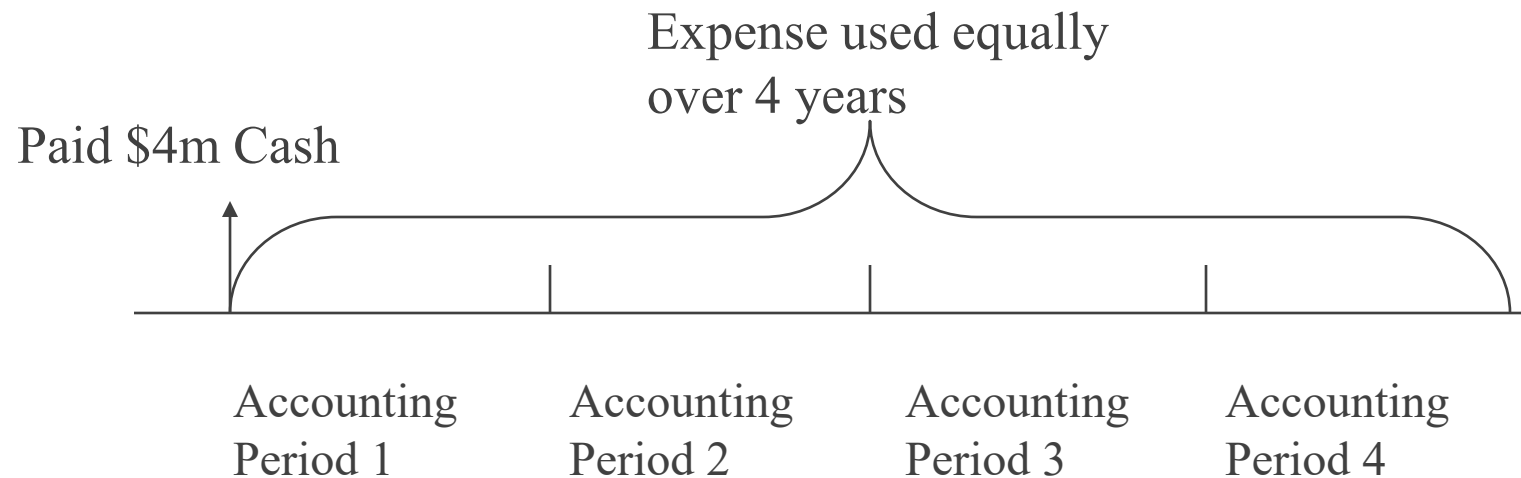 Expense used equally
over 4 years
Paid $4m Cash
Accounting
Period 1
Accounting
Period 2
Accounting
Period 3
Accounting
Period 4